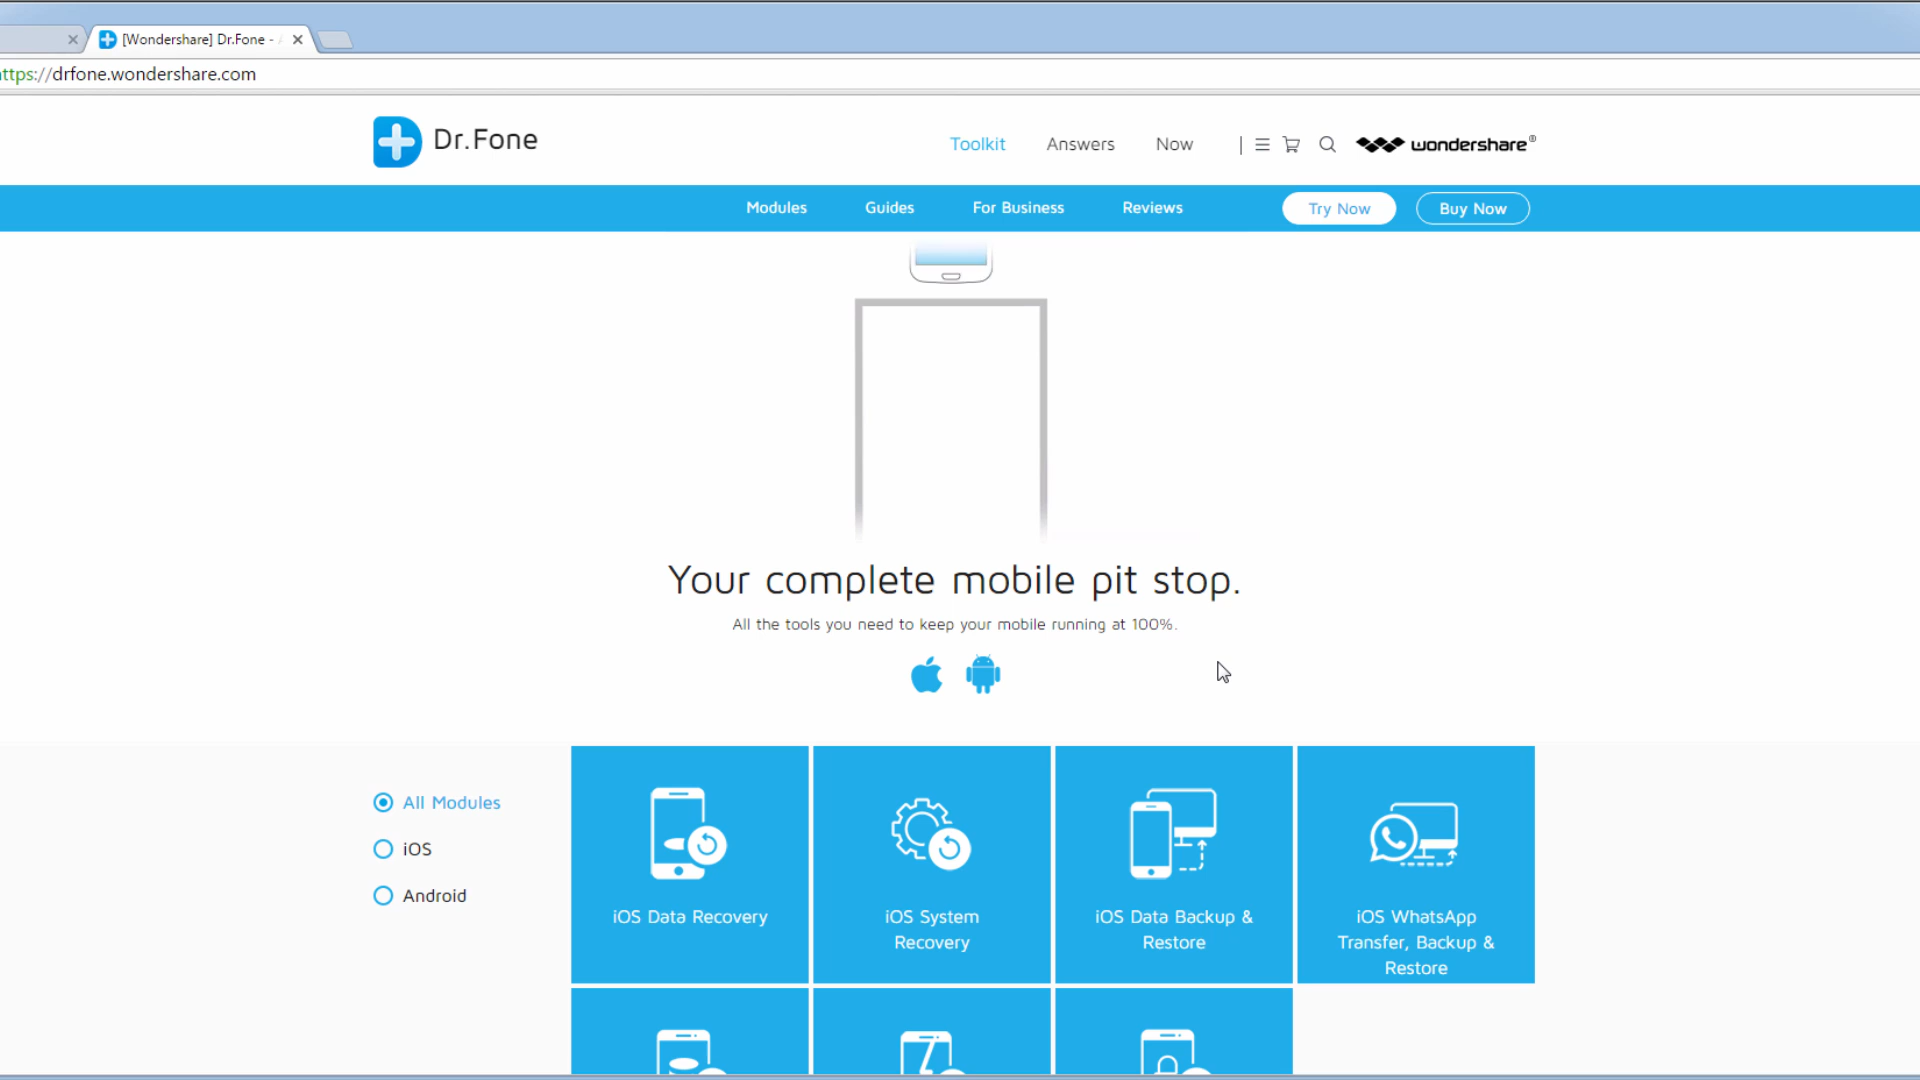 [Wondershare] Dr.Fone -
ttps://drfone.wondershare.com
Dr.Fone
Toolkit
Answers
Now
wondershare®
Modules
Guides
For Business
Reviews
Try Now
Buy Now
Your complete mobile pit stop.
All the tools you need to keep your mobile running at 100%.
All Modules
iOS
Android
iOS Data Recovery
iOS System
Recovery
iOS Data Backup &
Restore
iOS WhatsApp
Transfer, Backup &
Restore